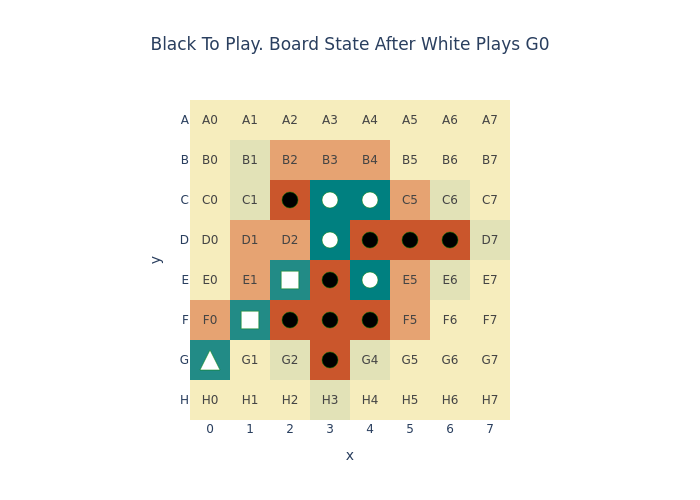 Black To Play. Board State After White Plays G0
A A0 A1 A2 A3 A4 A5 A6 A7
B B0 B1 B2 B3 B4 B5 B6 B7
C C0 C1 C5 C6 C7
D D0 D1 D2 D7
y
E E0 E1 E5 E6 E7
F F0 F5 F6 F7
G G1 G2 G4 G5 G6 G7
H H0 H1 H2 H3 H4 H5 H6 H7
0 1 2 3 4 5 6 7
x